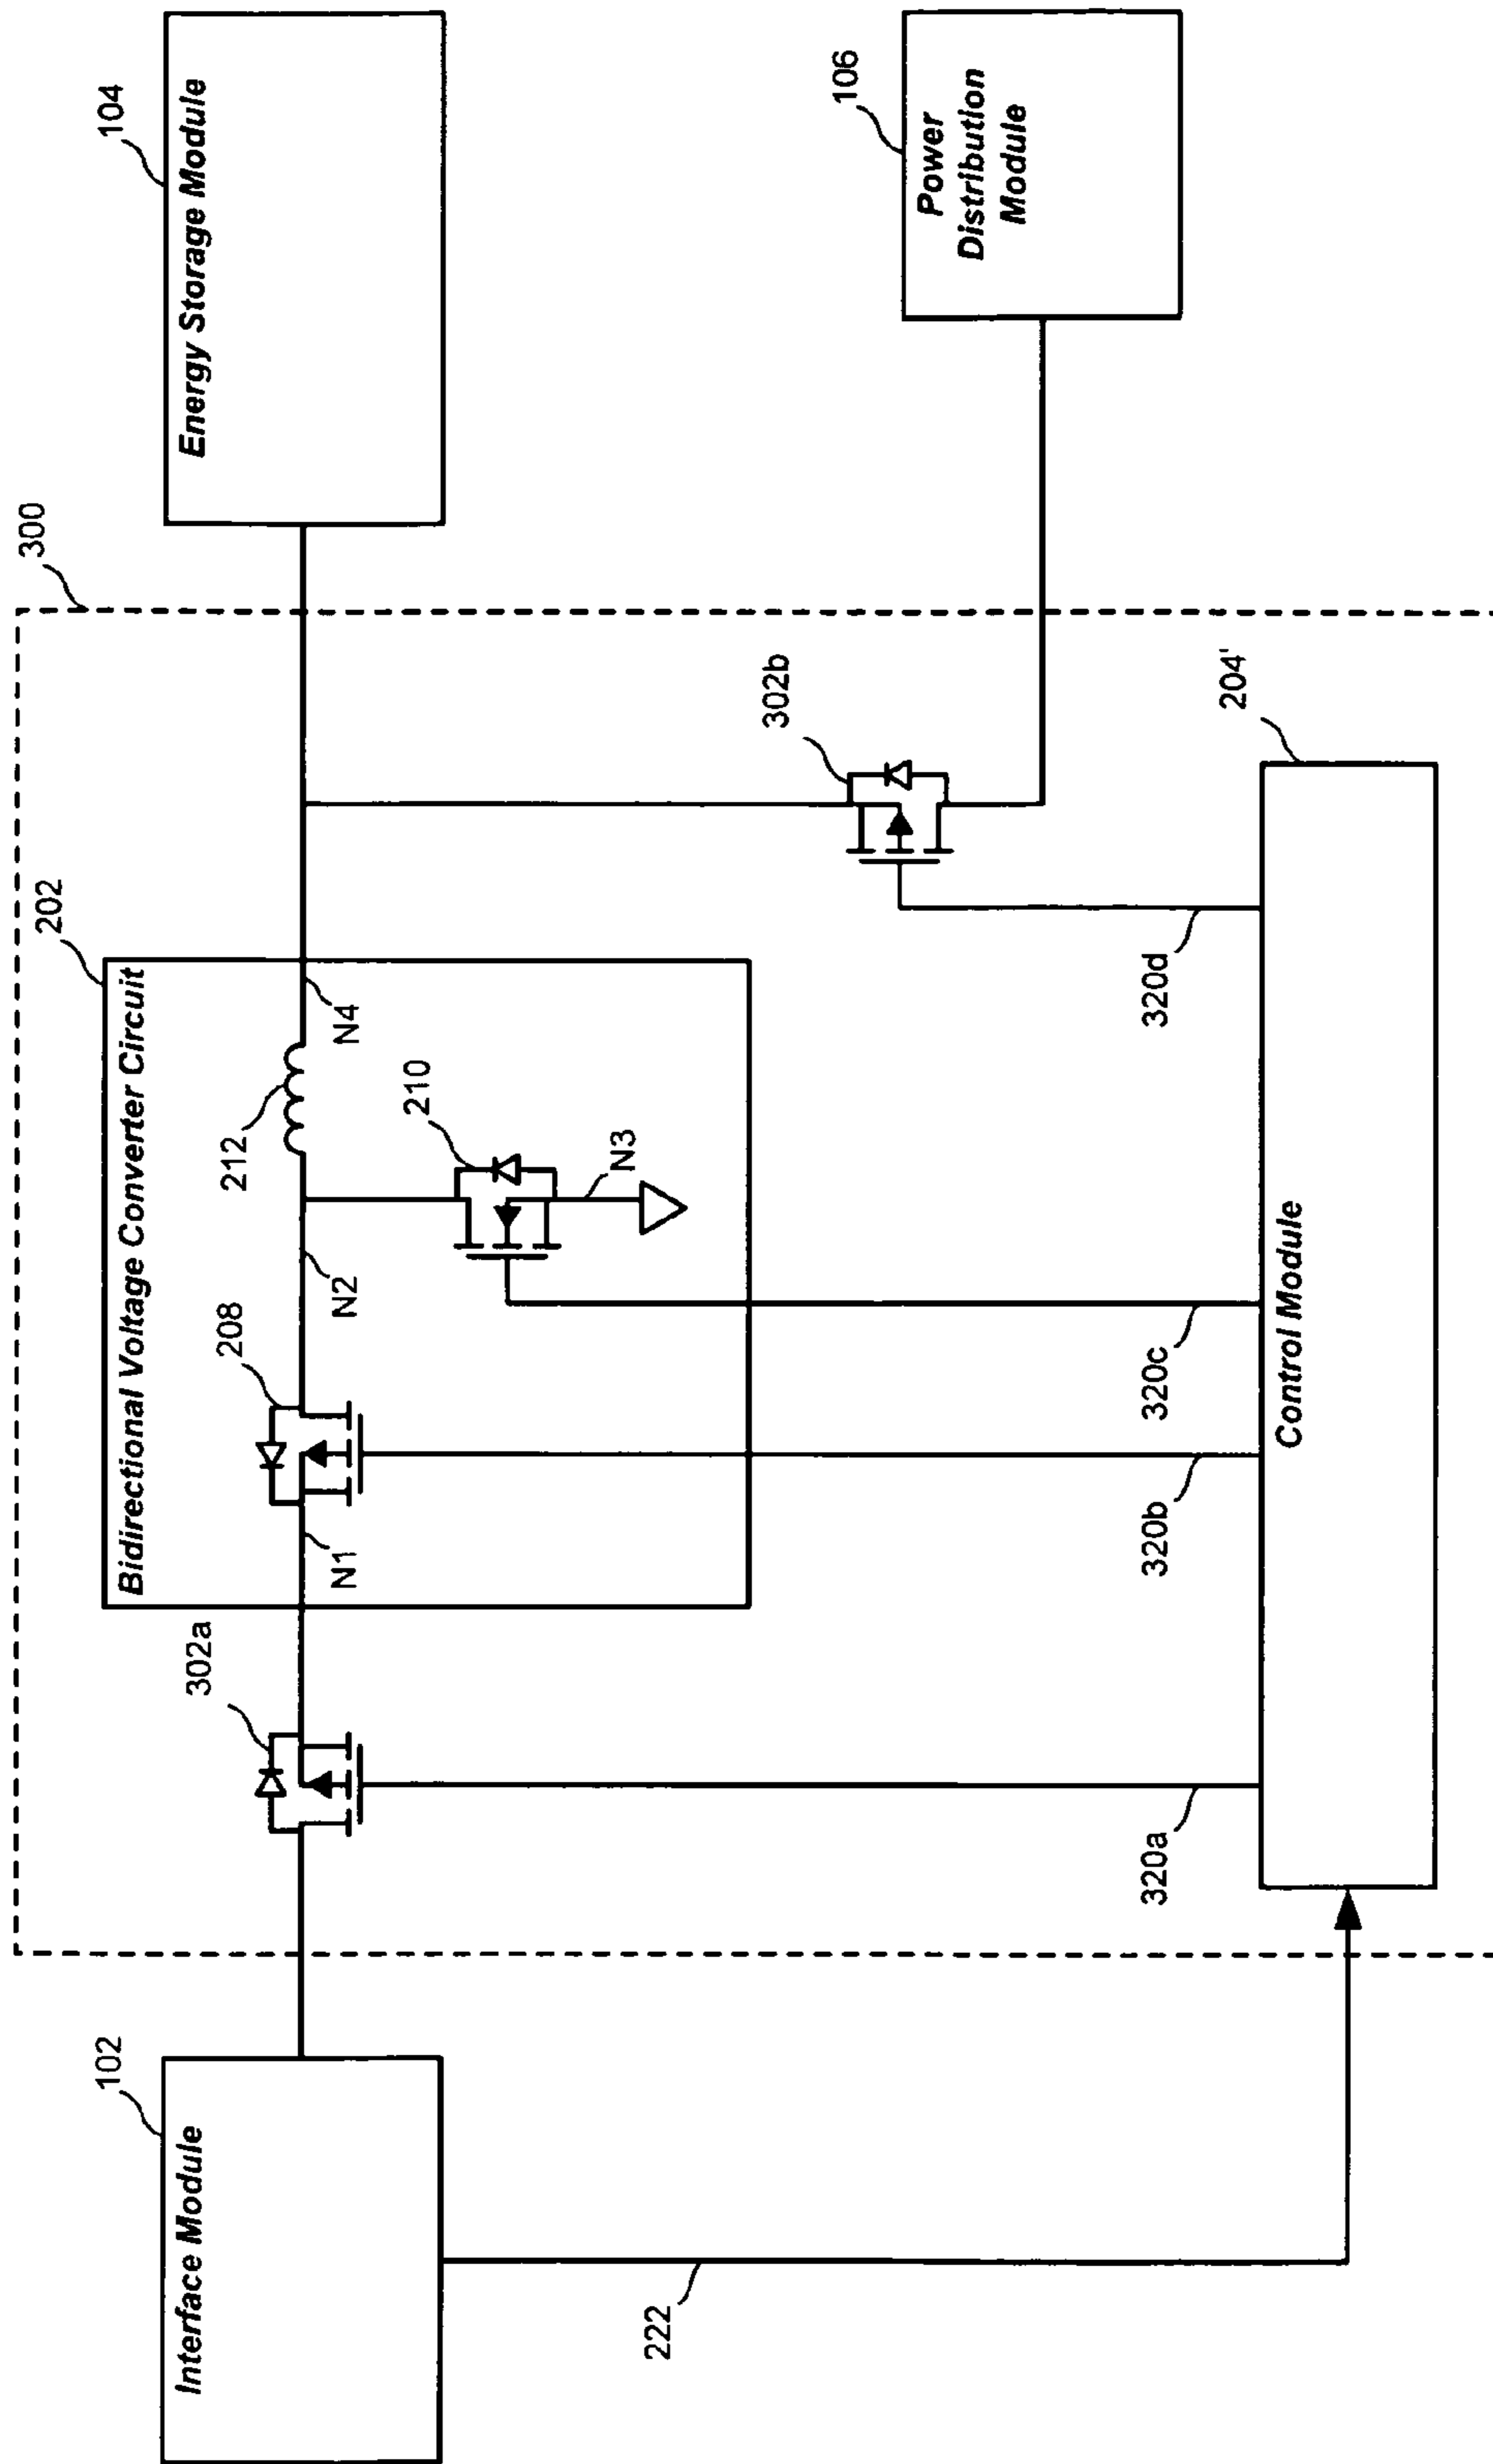 300
102
Interface Module
302a
202
Bidirectional Voltage Converter Circuit
208
212
N1
N2
N4
210
N3
104
Energy Storage Module
302b
106
Power
Distribution
Module
222
320a
320b
320c
320d
204'
Control Module